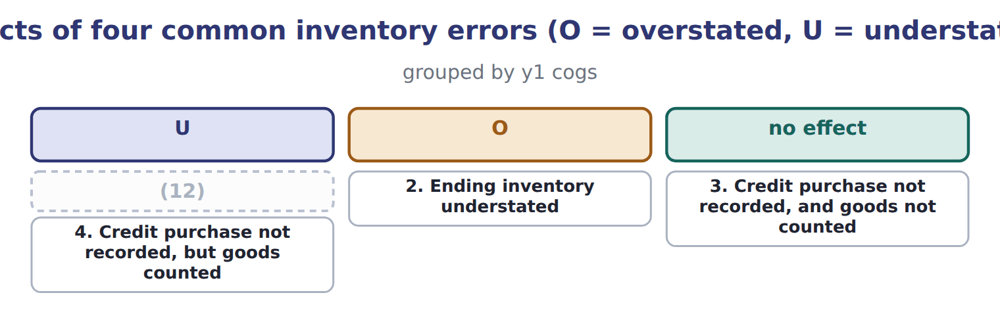 cts of four common inventory errors (O = overstated, U = understat
grouped by y1 cogs
U
O
no effect
(12)
4. Credit purchase not
recorded, but goods
counted
2. Ending inventory
understated
3. Credit purchase not
recorded, and goods not
counted